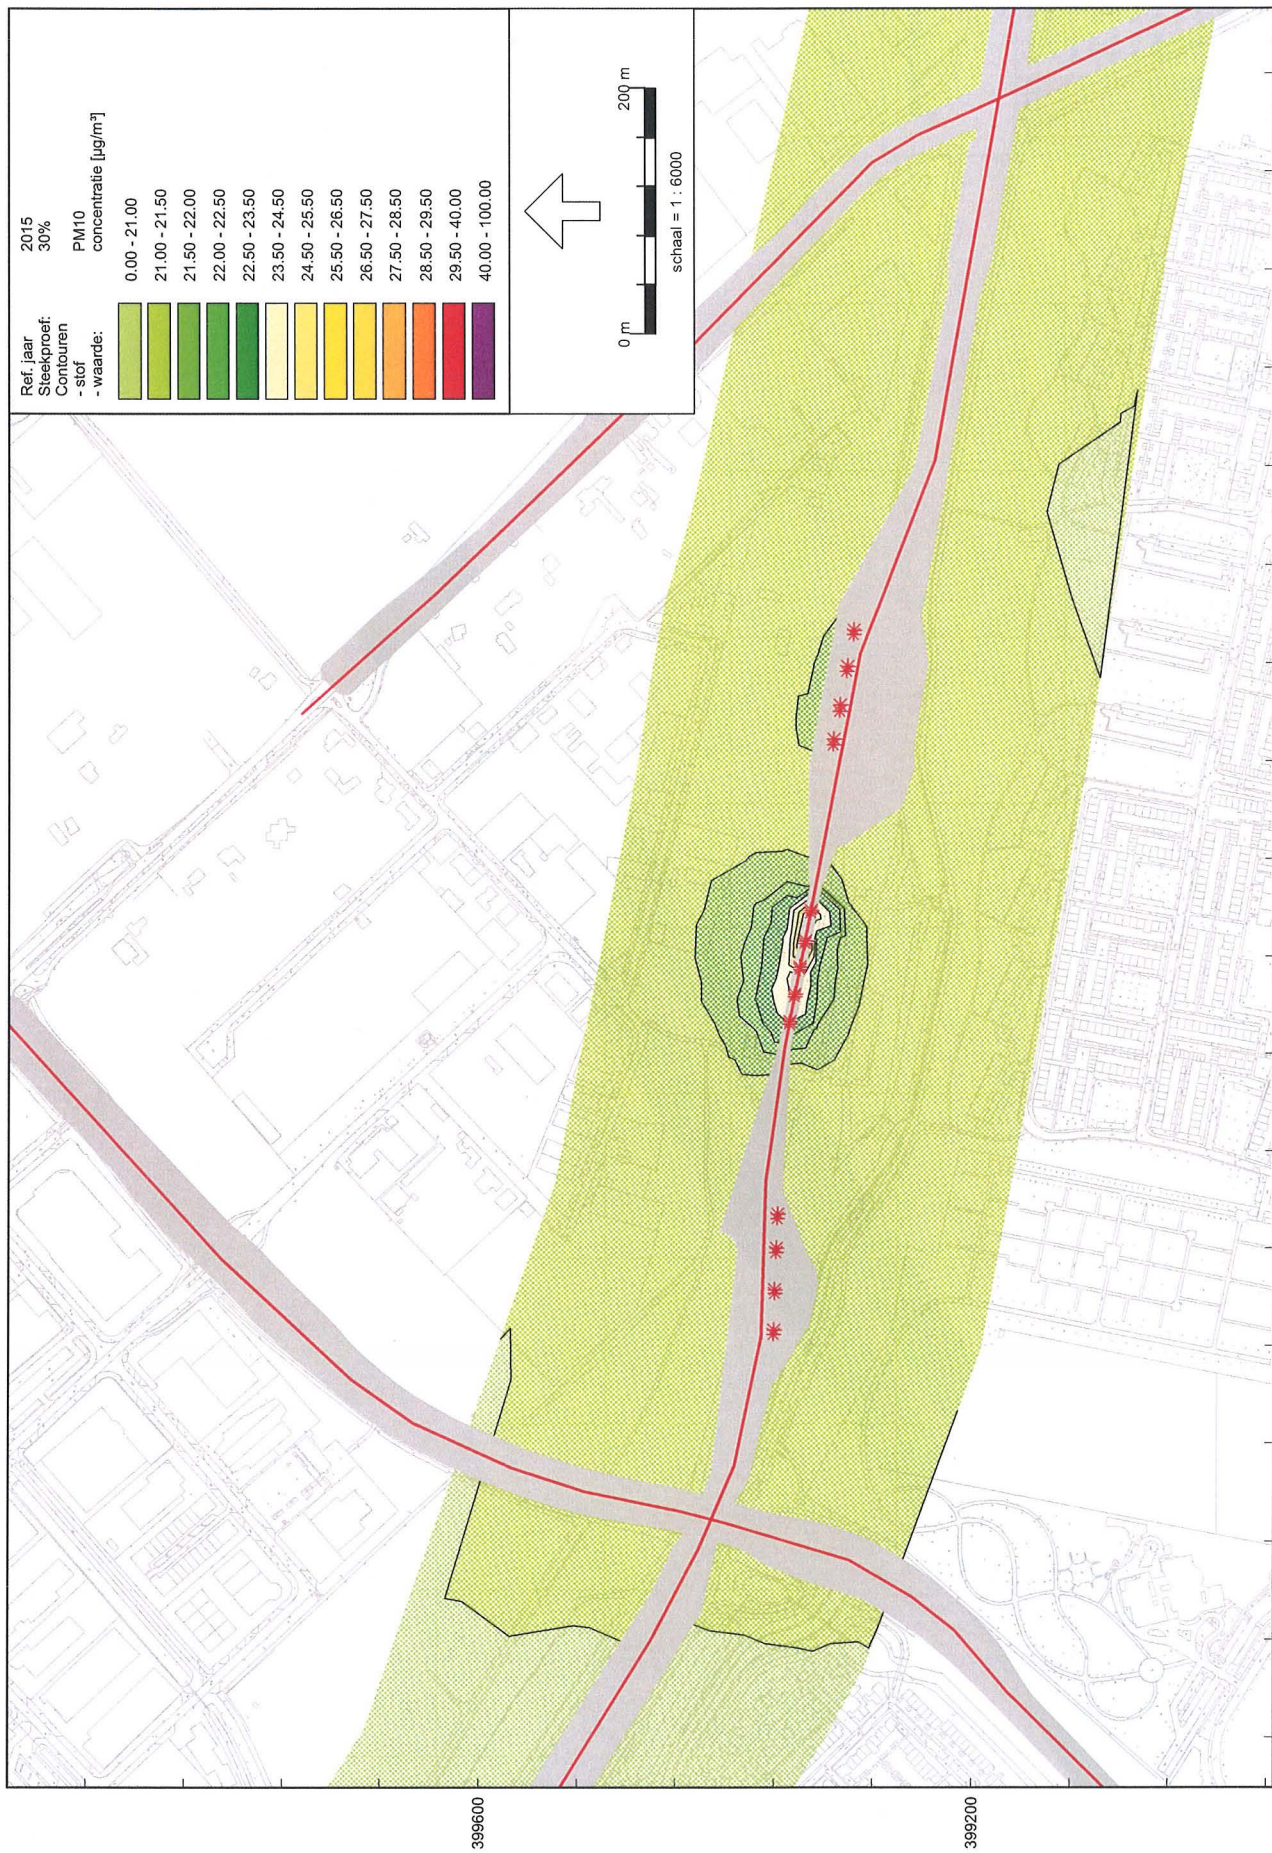 Ref. jaar 2015
Steekproef: 30%
Contouren
- stof PM10
- waarde: concentratie [µg/m³]
0.00 - 21.00
21.00 - 21.50
21.50 - 22.00
22.00 - 22.50
22.50 - 23.50
23.50 - 24.50
24.50 - 25.50
25.50 - 26.50
26.50 - 27.50
27.50 - 28.50
28.50 - 29.50
29.50 - 40.00
40.00 - 100.00
0 m 200 m
schaal = 1 : 6000
399600
399200